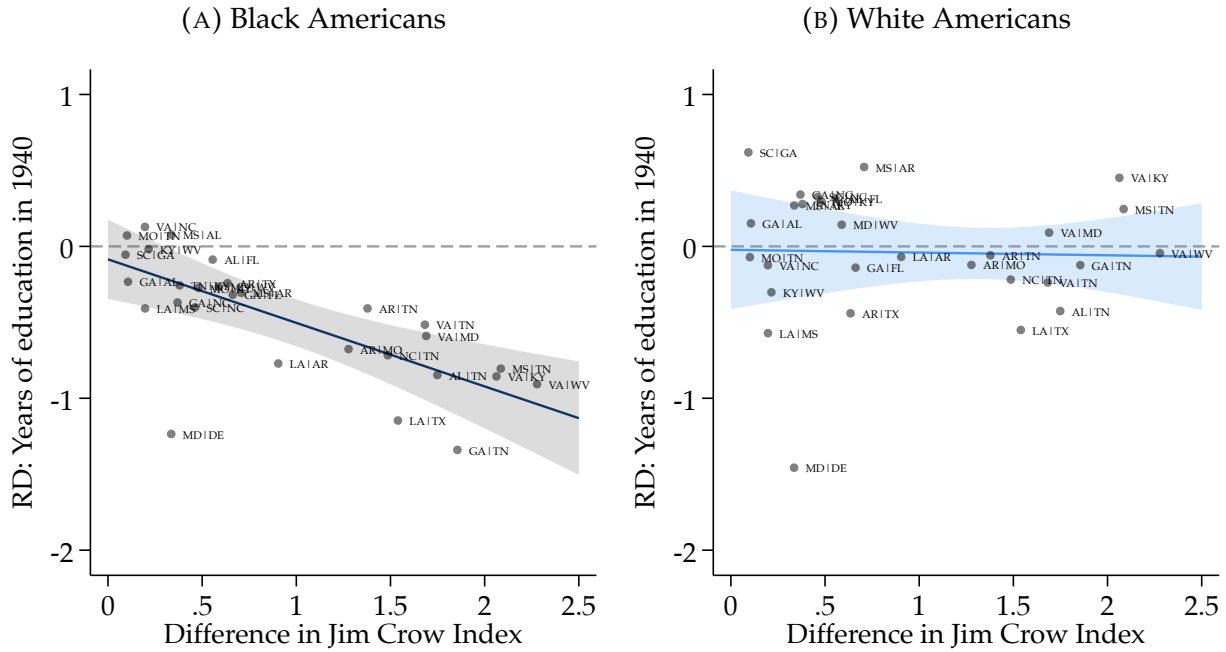 (A) Black Americans
RD: Years of education in 1940
1
0
-1
-2
VA|NC
MO|TN
MS|AL
KY|WV
SC|GA
AL|FL
GA|AL
AR|TX
MS|AR
GA|NC
LA|MS
SC|NC
AR|TN
VA|TN
VA|MD
AR|MO
NC|TN
LA|AR
MS|TN
AL|TN
VA|KY
VA|WV
LA|TX
MD|DE
GA|TN
0
.5
1
1.5
2
2.5
Difference in Jim Crow Index
(B) White Americans
RD: Years of education in 1940
1
0
-1
-2
SC|GA
MS|AR
VA|KY
GA|NC
MS|TN
GA|AL
MD|WV
VA|MD
MO|TN
LA|AR
AR|TN
VA|WV
VA|NC
GA|FL
AR|MO
GA|TN
NC|TN
VA|TN
KY|WV
AR|TX
AL|TN
LA|MS
LA|TX
MD|DE
0
.5
1
1.5
2
2.5
Difference in Jim Crow Index